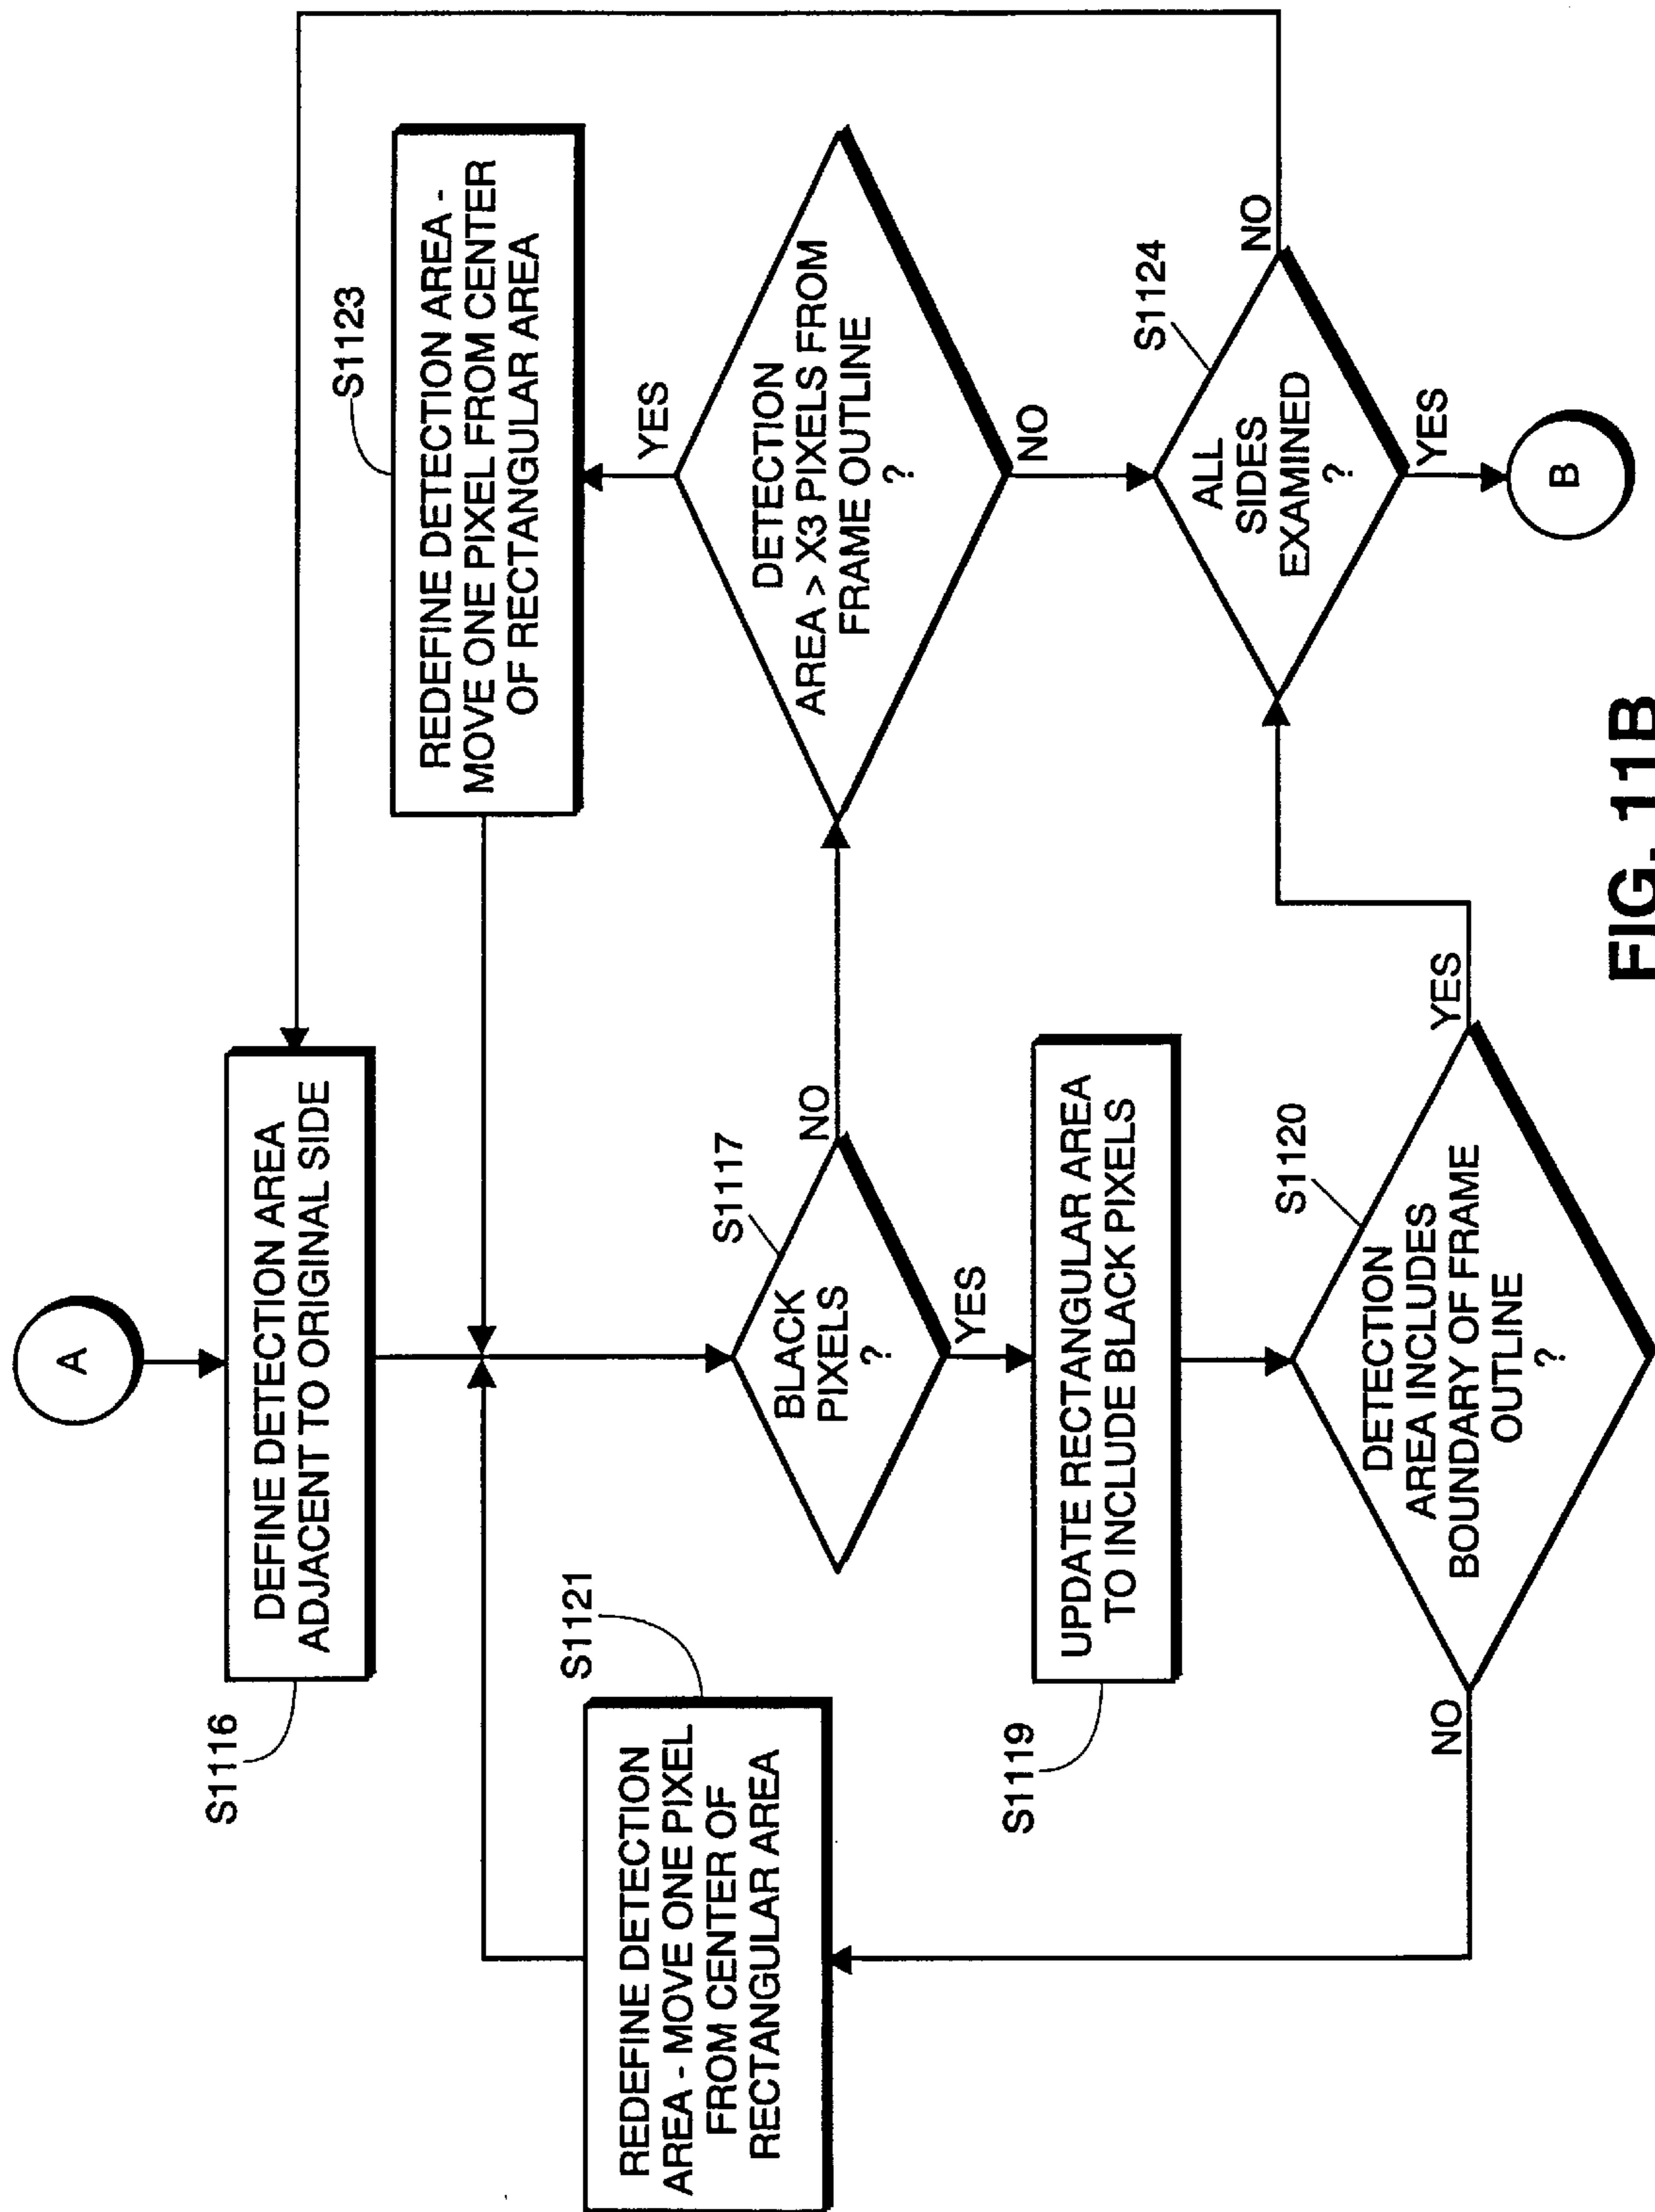 A
S1116
DEFINE DETECTION AREA
ADJACENT TO ORIGINAL SIDE
S1123
REDEFINE DETECTION AREA -
MOVE ONE PIXEL FROM CENTER
OF RECTANGULAR AREA
S1121
REDEFINE DETECTION
AREA - MOVE ONE PIXEL
FROM CENTER OF
RECTANGULAR AREA
S1117
BLACK
PIXELS
?
NO
YES
DETECTION
AREA > X3 PIXELS FROM
FRAME OUTLINE
?
YES
NO
S1119
UPDATE RECTANGULAR AREA
TO INCLUDE BLACK PIXELS
S1120
DETECTION
AREA INCLUDES
BOUNDARY OF FRAME
OUTLINE
?
NO
YES
S1124
ALL
SIDES
EXAMINED
?
NO
YES
B
FIG. 11B